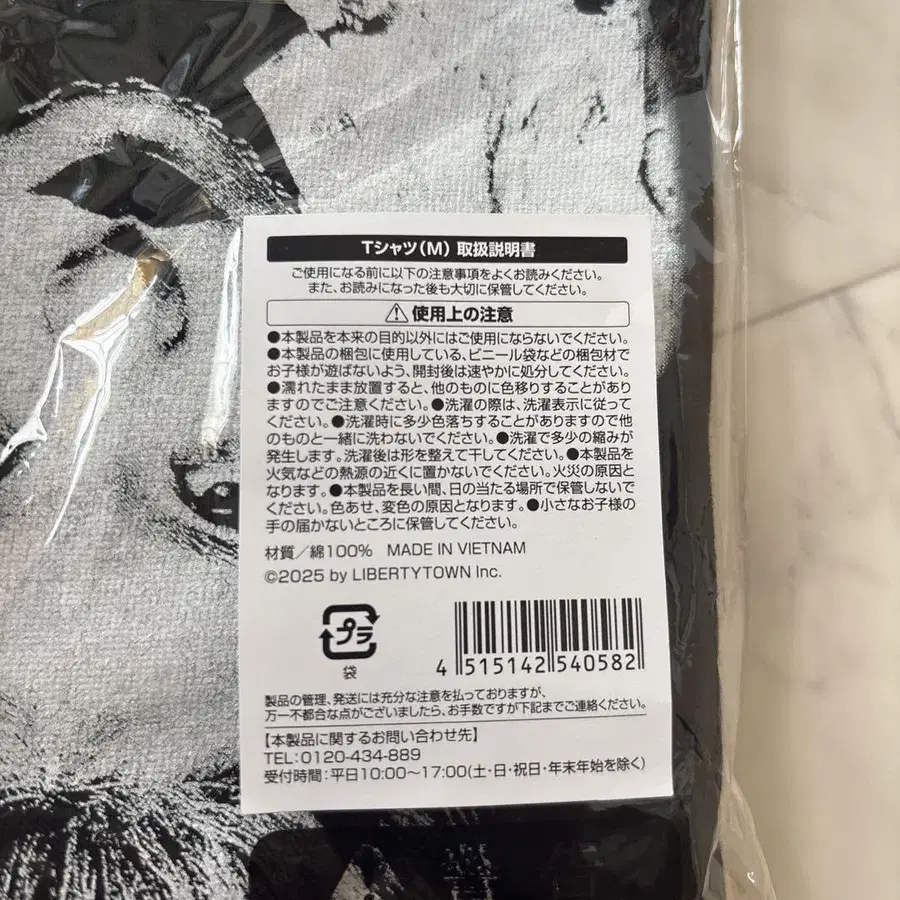 Tシャツ(M) 取扱説明書
ご使用になる前に以下の注意事項をよくお読みください。
また、お読みになった後も大切に保管してください。
使用上の注意
●本製品を本来の目的以外にはご使用にならないでください。
●本製品の梱包に使用している、ビニール袋などの梱包材で
お子様が遊ばないよう、開封後は速やかに処分してください。
●濡れたまま放置すると、他のものに色移りすることがあり
ますのでご注意ください。●洗濯の際は、洗濯表示に従って
ください。●洗濯時に多少色落ちすることがありますので他
のものと一緒に洗わないでください。●洗濯で多少の縮みが
発生します。洗濯後は形を整えて干してください。●本製品を
火気などの熱源の近くに置かないでください。火災の原因と
なります。●本製品を長い間、日の当たる場所で保管しないで
ください。色あせ、変色の原因となります。●小さなお子様の
手の届かないところに保管してください。
材質/綿100% MADE IN VIETNAM
©2025 by LIBERTYTOWN Inc.
プラ
袋
4 515142 540582
製品の管理、発送には充分な注意を払っておりますが、
万一不都合な点がございましたら、お手数ですが下記までご連絡ください。
【本製品に関するお問い合わせ先】
TEL:0120-434-889
受付時間:平日10:00〜17:00(土・日・祝日・年末年始を除く)